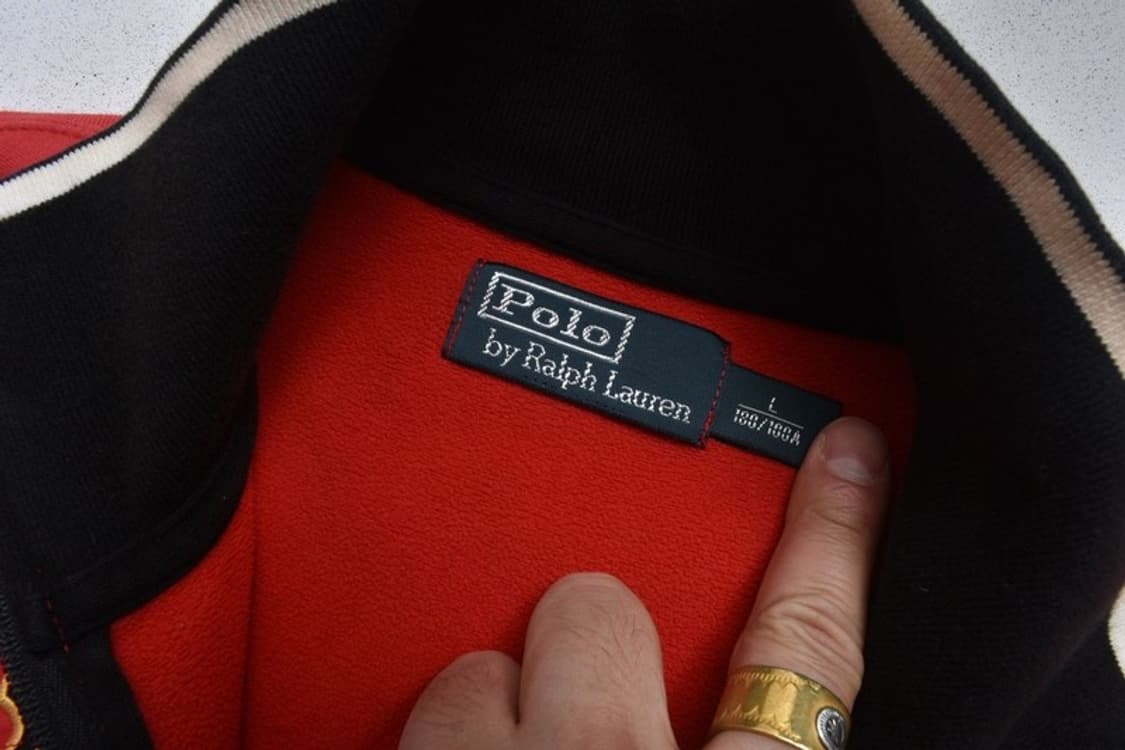 Polo
by Ralph Lauren
L
180/100A